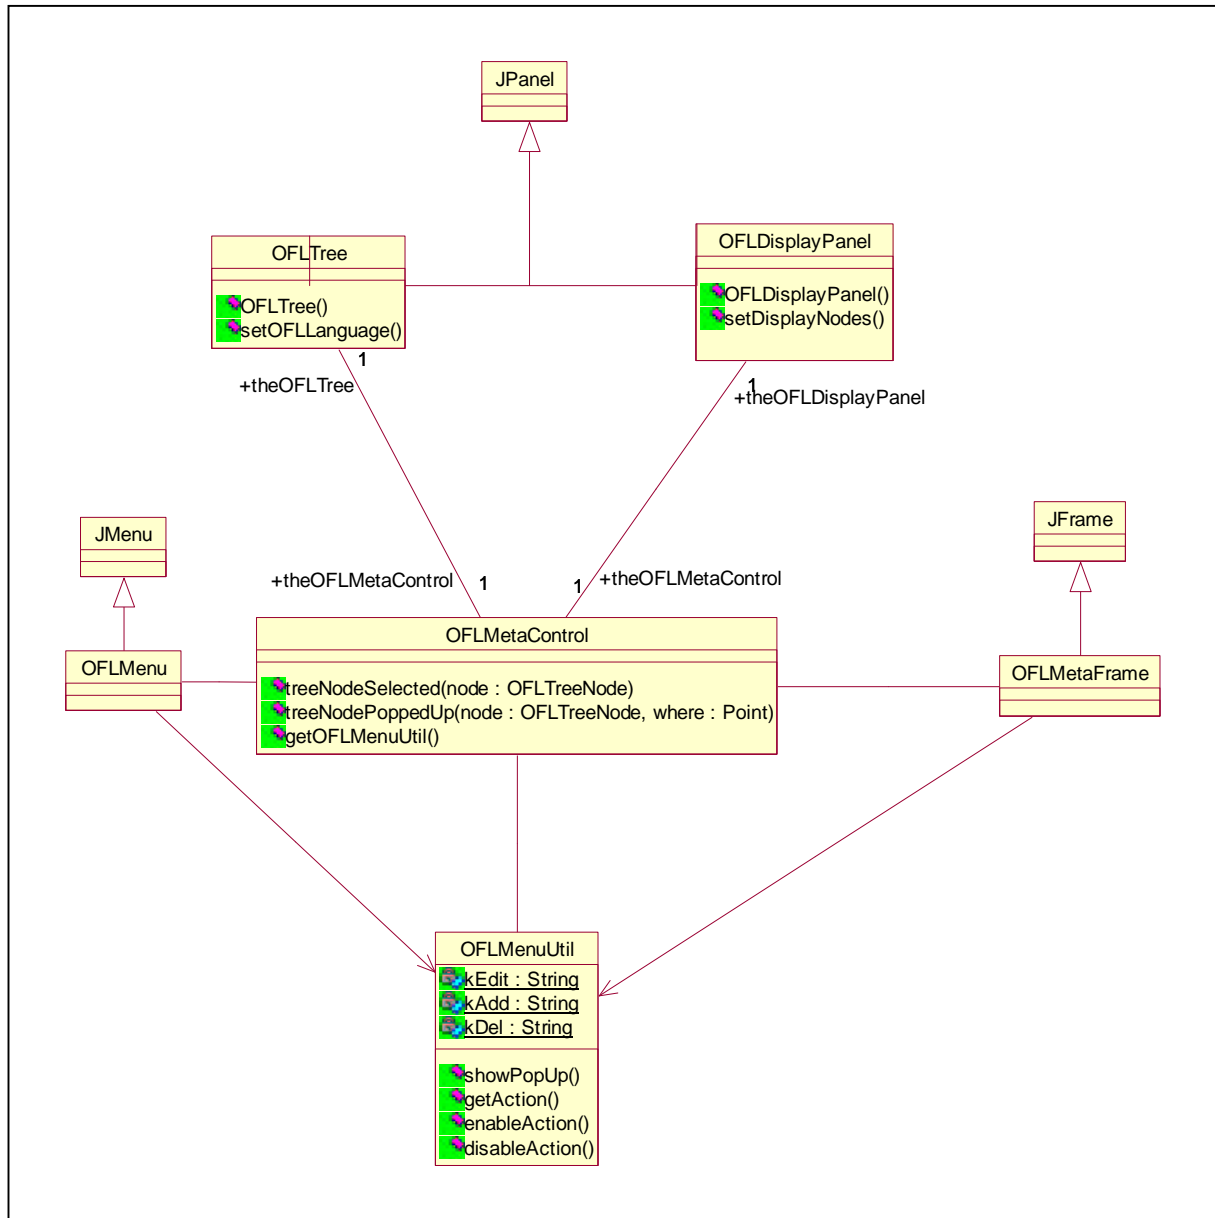 JPanel
OFLTree
OFLTree()
setOFLLanguage()
OFLDisplayPanel
OFLDisplayPanel()
setDisplayNodes()
1
+theOFLTree
1
+theOFLDisplayPanel
JMenu
JFrame
+theOFLMetaControl
1
1
+theOFLMetaControl
OFLMenu
OFLMetaControl
treeNodeSelected(node : OFLTreeNode)
treeNodePoppedUp(node : OFLTreeNode, where : Point)
getOFLMenuUtil()
OFLMetaFrame
OFLMenuUtil
kEdit : String
kAdd : String
kDel : String
showPopUp()
getAction()
enableAction()
disableAction()